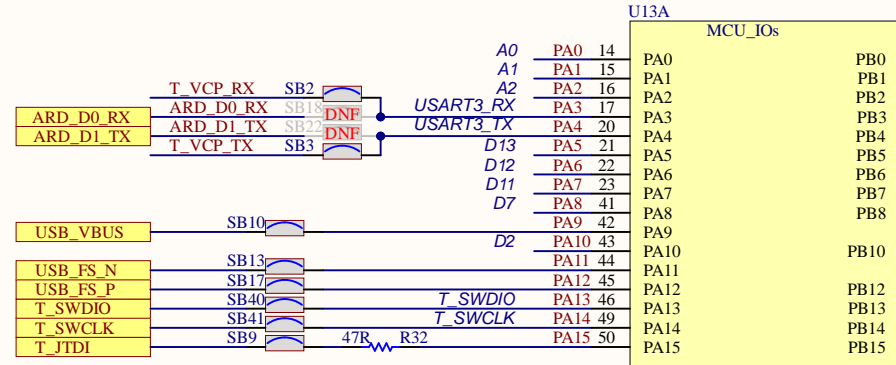 U13A
MCU_IOs
A0 PA0 14 PA0 PB0
A1 PA1 15 PA1 PB1
A2 PA2 16 PA2 PB2
T_VCP_RX SB2
ARD_D0_RX ARD_D0_RX SB18 DNF USART3_RX PA3 17 PA3 PB3
ARD_D1_TX ARD_D1_TX SB22 DNF USART3_TX PA4 20 PA4 PB4
T_VCP_TX SB3 D13 PA5 21 PA5 PB5
D12 PA6 22 PA6 PB6
D11 PA7 23 PA7 PB7
D7 PA8 41 PA8 PB8
USB_VBUS SB10 PA9 42 PA9
D2 PA10 43 PA10 PB10
USB_FS_N SB13 PA11 44 PA11
USB_FS_P SB17 PA12 45 PA12 PB12
T_SWDIO SB40 T_SWDIO PA13 46 PA13 PB13
T_SWCLK SB41 T_SWCLK PA14 49 PA14 PB14
T_JTDI SB9 47R R32 PA15 50 PA15 PB15